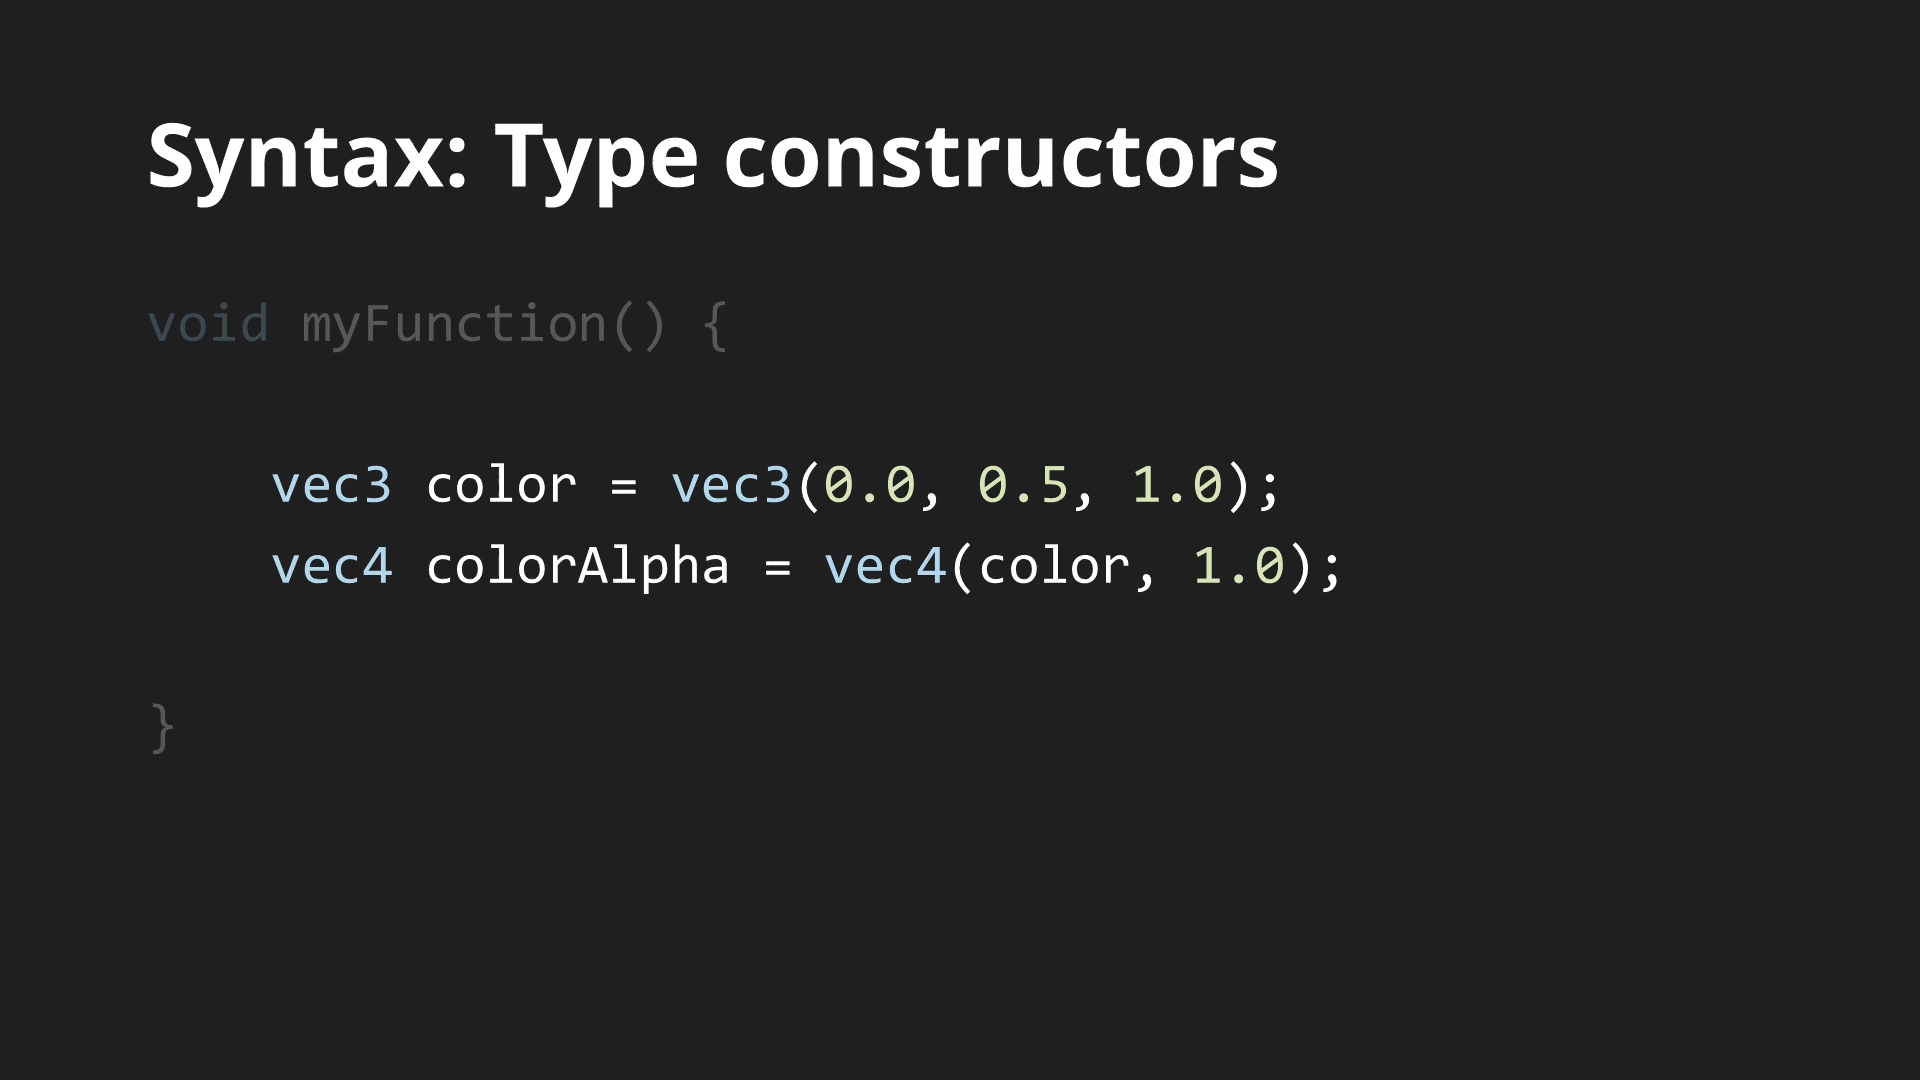 Syntax: Type constructors
void myFunction() {
vec3 color = vec3(0.0, 0.5, 1.0);
vec4 colorAlpha = vec4(color, 1.0);
}